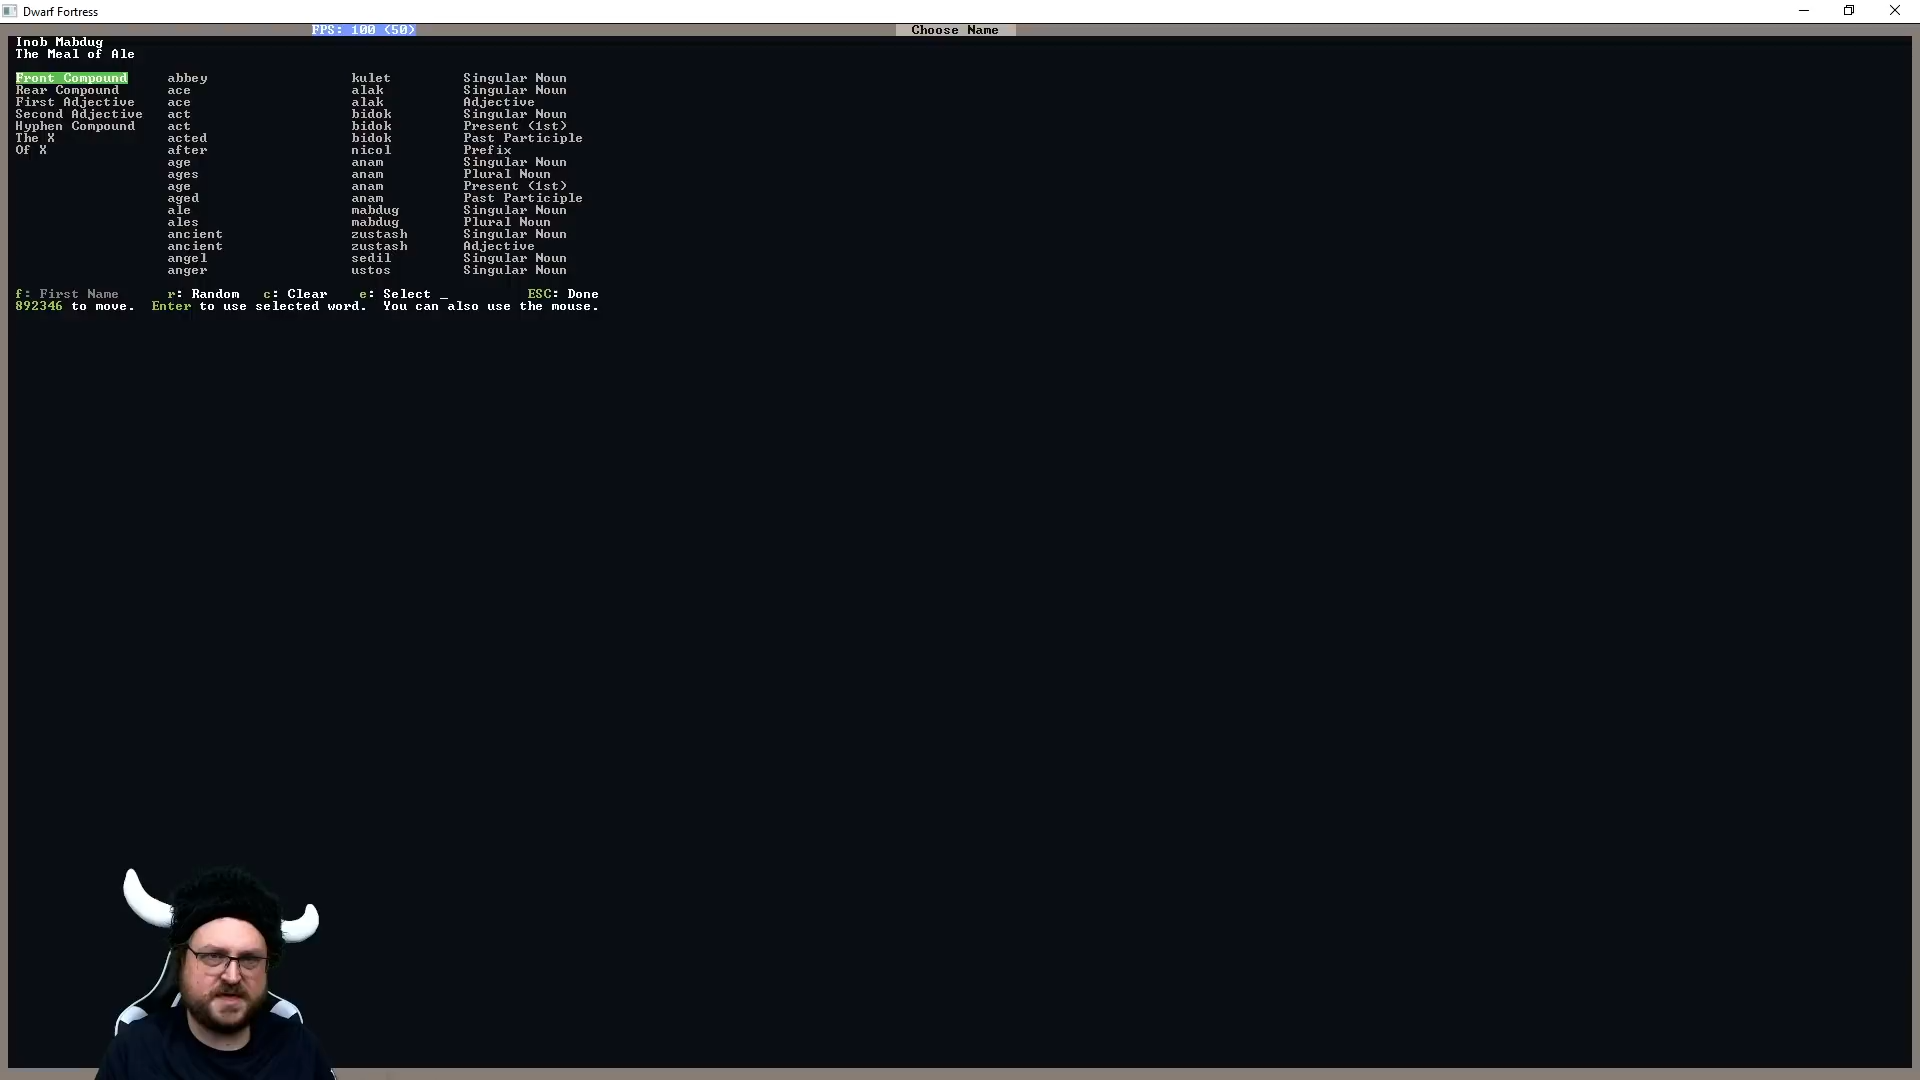 Dwarf Fortress
FPS: 100 (50)
Choose Name
Inob Mabdug
The Meal of Ale
Front Compound abbey kulet Singular Noun
Rear Compound ace alak Singular Noun
First Adjective ace alak Adjective
Second Adjective act bidok Singular Noun
Hyphen Compound act bidok Present (1st)
The X acted bidok Past Participle
Of X after nicol Prefix
age anam Singular Noun
ages anam Plural Noun
age anam Present (1st)
aged anam Past Participle
ale mabdug Singular Noun
ales mabdug Plural Noun
ancient zustash Singular Noun
ancient zustash Adjective
angel sedil Singular Noun
anger ustos Singular Noun
f: First Name r: Random c: Clear e: Select _ ESC: Done
892346 to move. Enter to use selected word. You can also use the mouse.